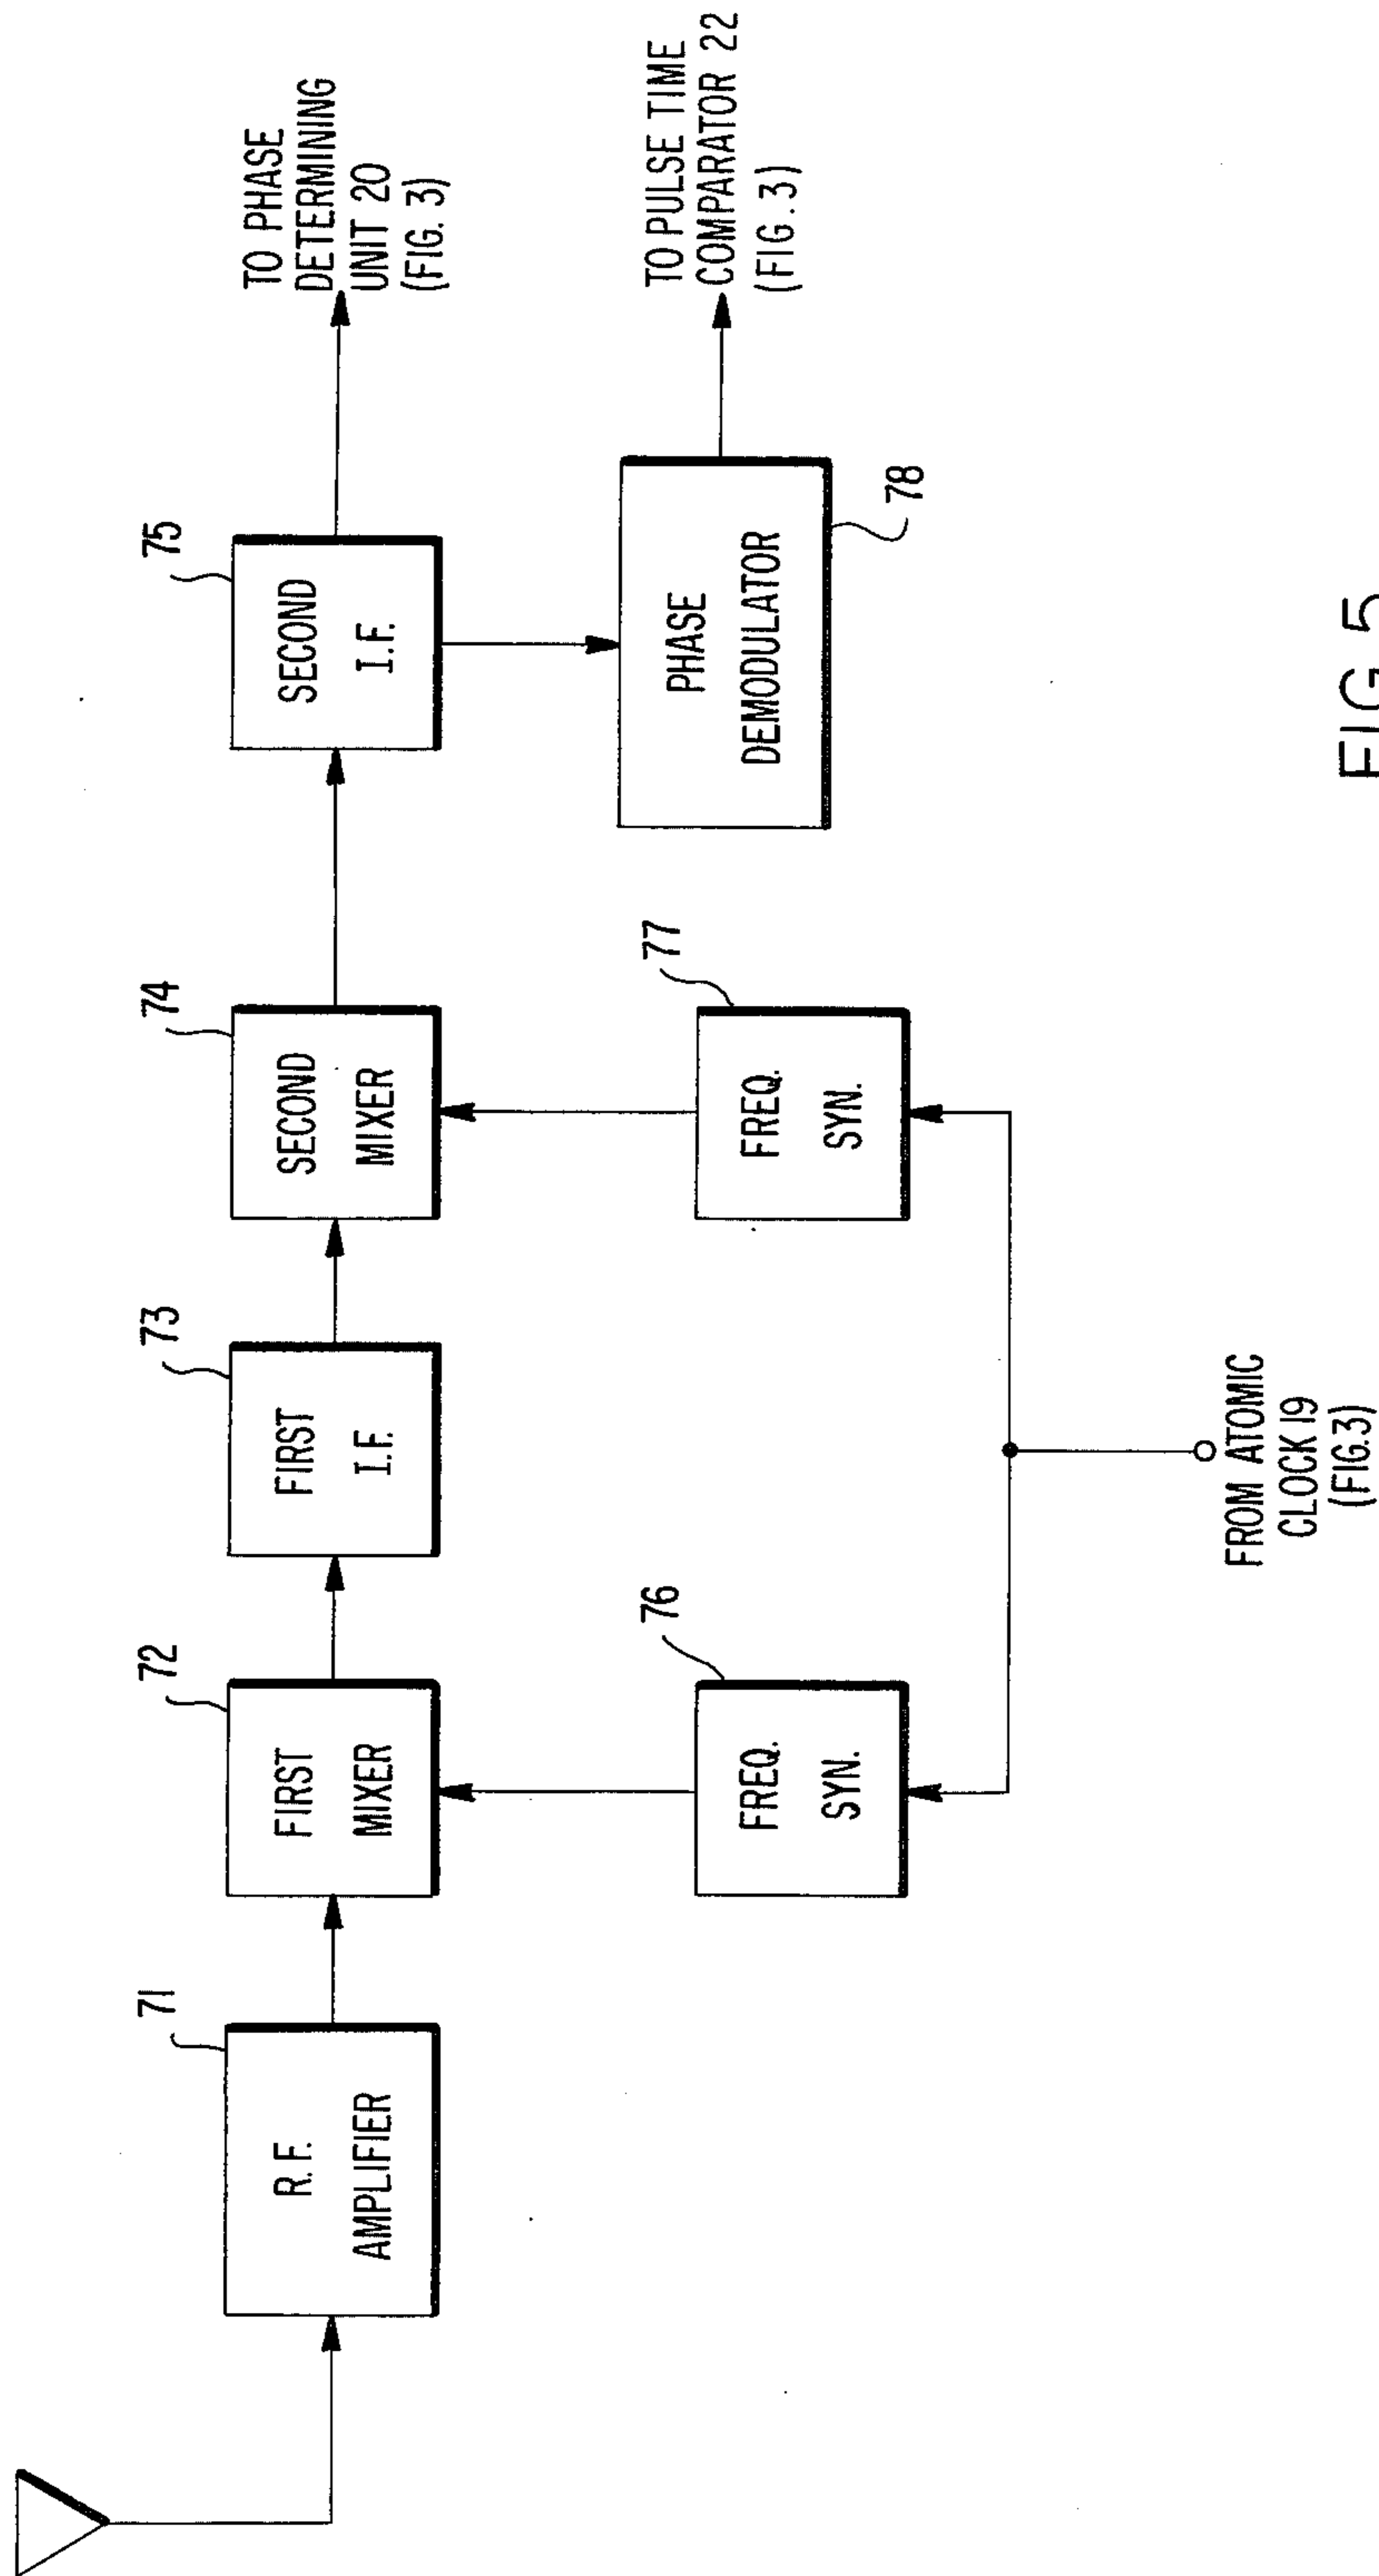 71
R.F.
AMPLIFIER
72
FIRST
MIXER
73
FIRST
I.F.
74
SECOND
MIXER
75
SECOND
I.F.
TO PHASE
DETERMINING
UNIT 20
(FIG. 3)
76
FREQ.
SYN.
77
FREQ.
SYN.
PHASE
DEMODULATOR
78
TO PULSE TIME
COMPARATOR 22
(FIG. 3)
FROM ATOMIC
CLOCK 19
(FIG.3)
FIG 5